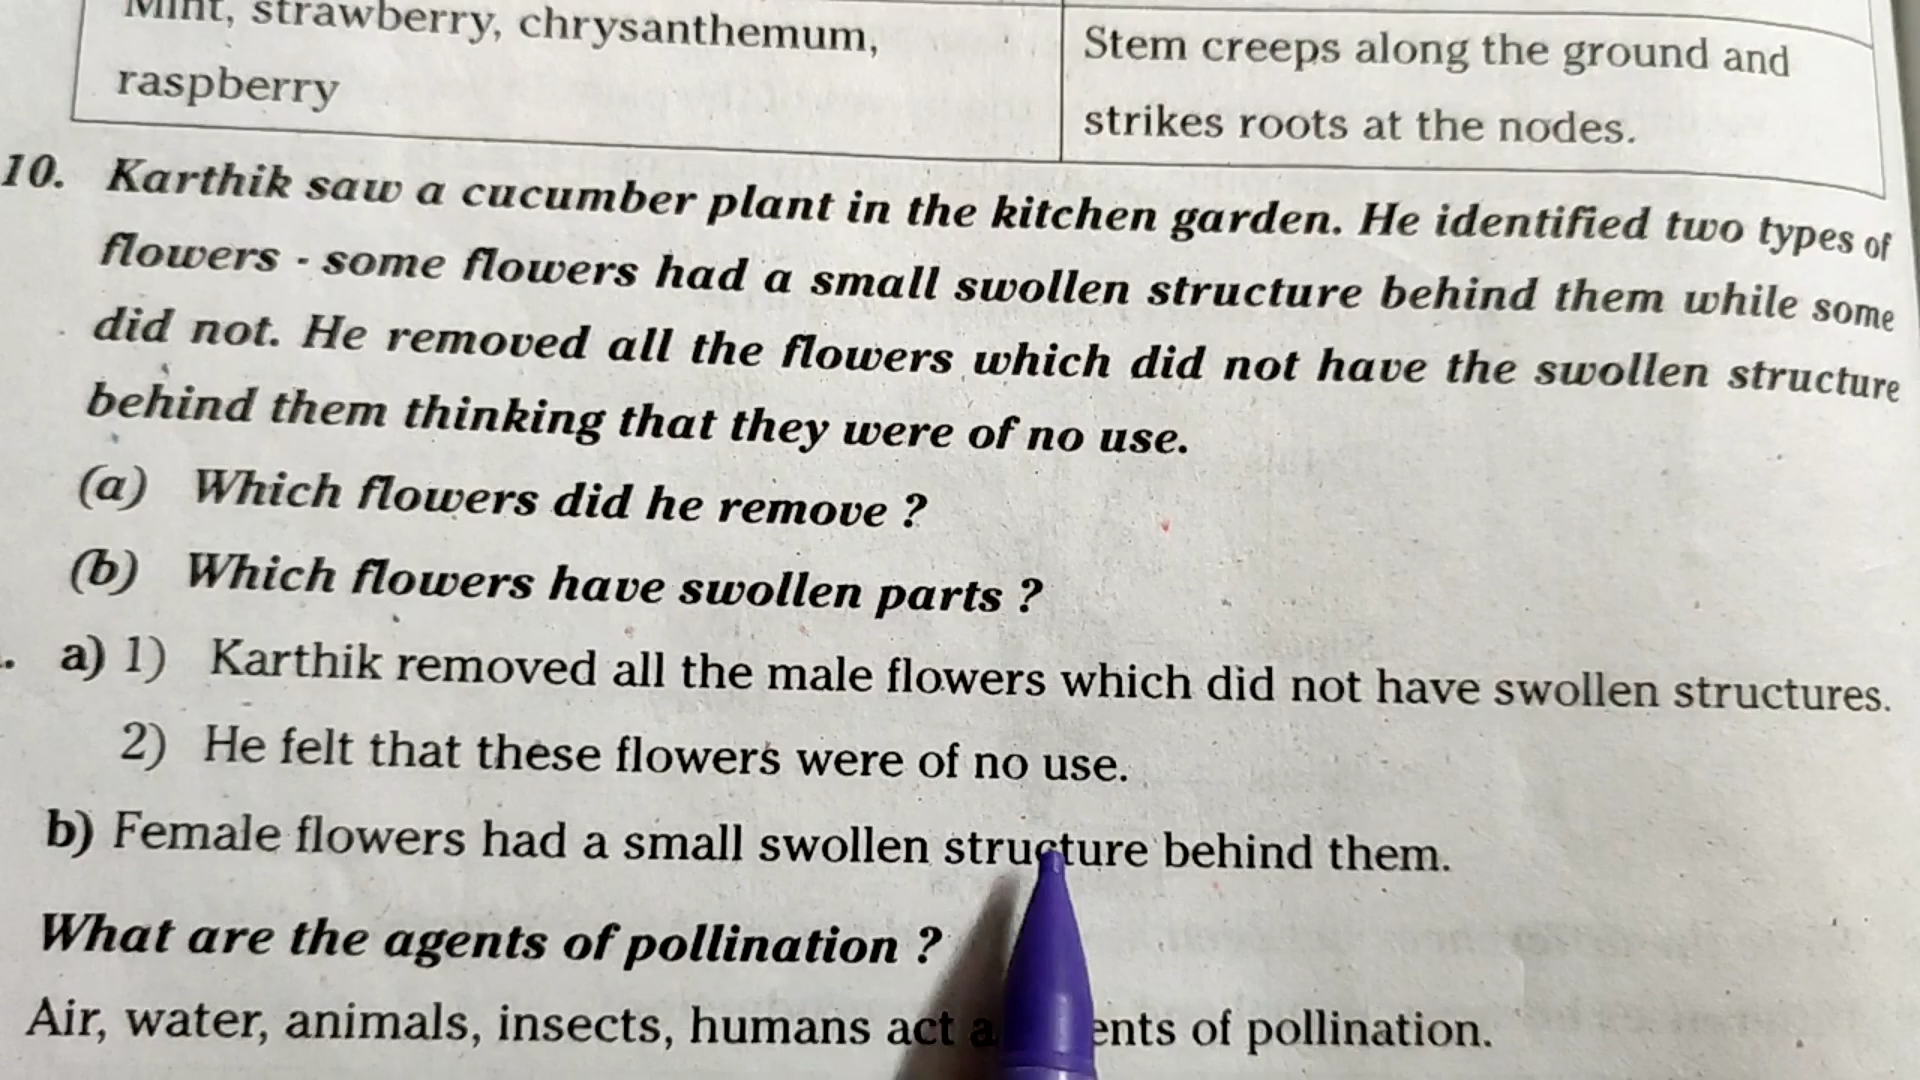 Mint, strawberry, chrysanthemum,
raspberry
Stem creeps along the ground and
strikes roots at the nodes.
10. Karthik saw a cucumber plant in the kitchen garden. He identified two types of
flowers - some flowers had a small swollen structure behind them while some
did not. He removed all the flowers which did not have the swollen structure
behind them thinking that they were of no use.
(a) Which flowers did he remove ?
(b) Which flowers have swollen parts ?
a) 1) Karthik removed all the male flowers which did not have swollen structures.
2) He felt that these flowers were of no use.
b) Female flowers had a small swollen structure behind them.
What are the agents of pollination ?
Air, water, animals, insects, humans act of pollination.